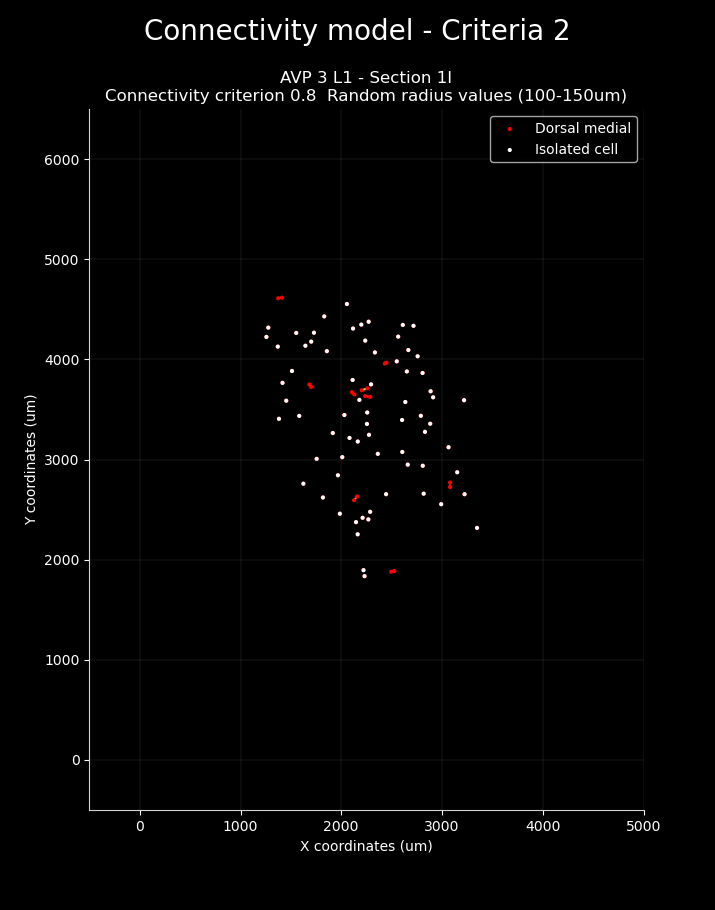 Connectivity model - Criteria 2
AVP 3 L1 - Section 1I
Connectivity criterion 0.8  Random radius values (100-150um)
Dorsal medial
Isolated cell
6000
5000
4000
3000
2000
1000
0
Y coordinates (um)
0 1000 2000 3000 4000 5000
X coordinates (um)